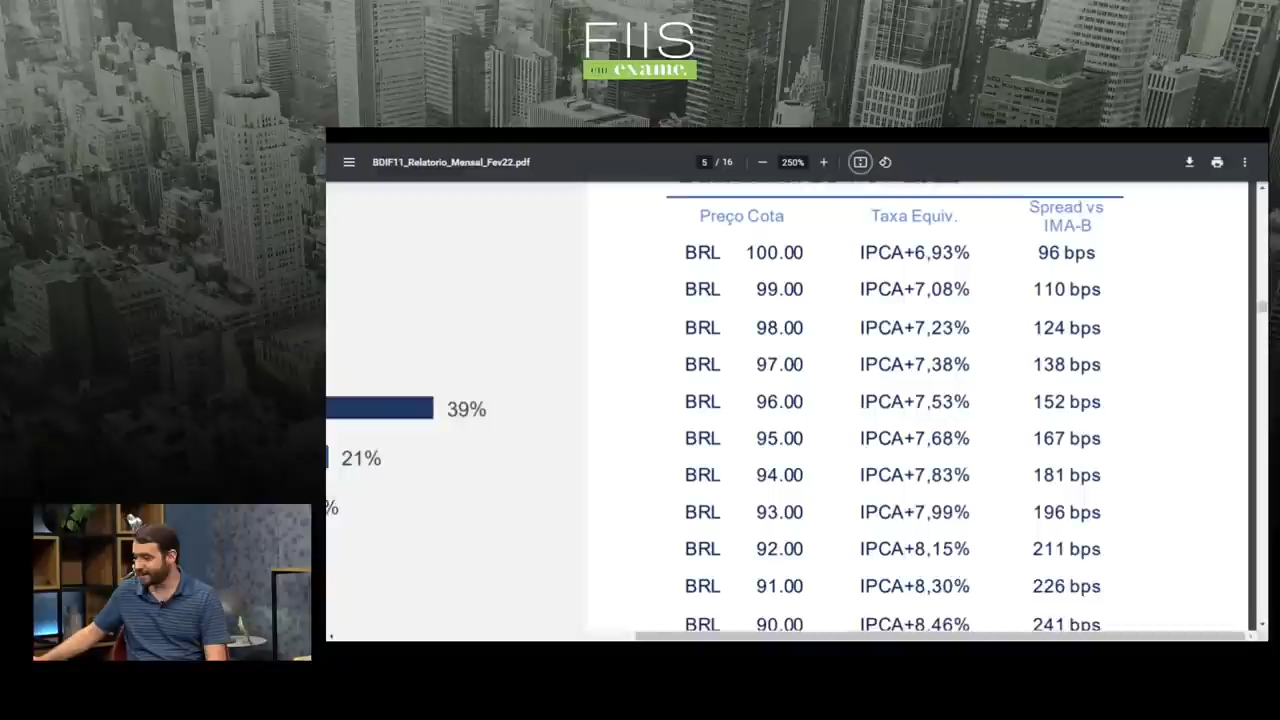 FIIS
em exame.
BDIF11_Relatorio_Mensal_Fev22.pdf
5 / 16
250%
Preço Cota Taxa Equiv. Spread vs IMA-B
BRL 100.00 IPCA+6,93% 96 bps
BRL 99.00 IPCA+7,08% 110 bps
BRL 98.00 IPCA+7,23% 124 bps
BRL 97.00 IPCA+7,38% 138 bps
BRL 96.00 IPCA+7,53% 152 bps
BRL 95.00 IPCA+7,68% 167 bps
BRL 94.00 IPCA+7,83% 181 bps
BRL 93.00 IPCA+7,99% 196 bps
BRL 92.00 IPCA+8,15% 211 bps
BRL 91.00 IPCA+8,30% 226 bps
BRL 90.00 IPCA+8,46% 241 bps
39%
21%
%